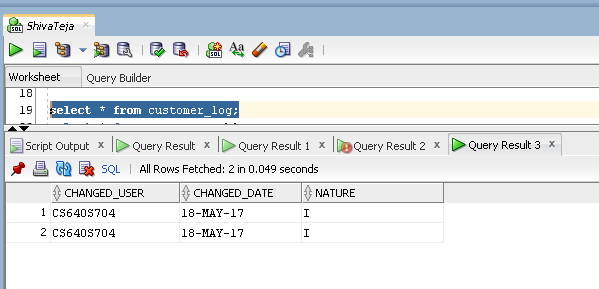 ShivaTeja
SQL
Aa
Worksheet Query Builder
18
19 select * from customer_log;
Script Output x Query Result x Query Result 1 x Query Result 2 x Query Result 3 x
SQL | All Rows Fetched: 2 in 0.049 seconds
CHANGED_USER CHANGED_DATE NATURE
1 CS640S704 18-MAY-17 I
2 CS640S704 18-MAY-17 I